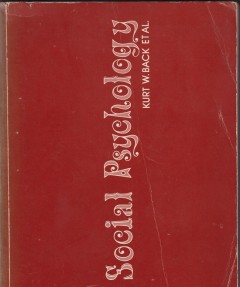 Social Psychology
KURT W. BACK ET AL.